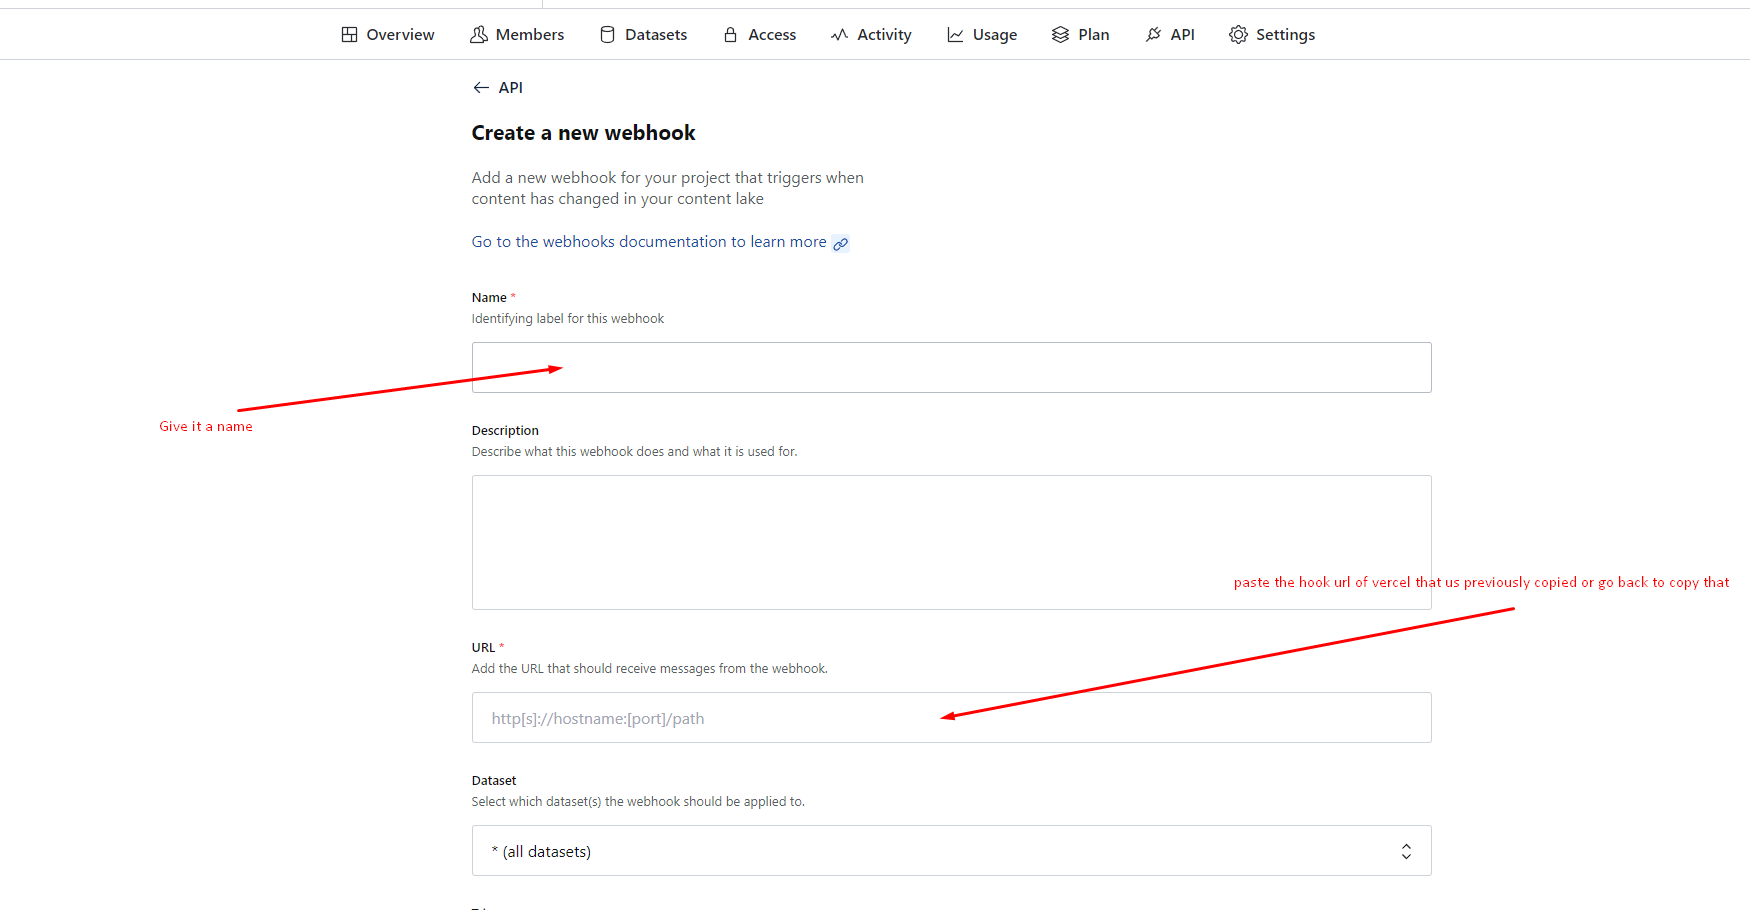 Overview Members Datasets Access Activity Usage Plan API Settings
API
Create a new webhook
Add a new webhook for your project that triggers when
content has changed in your content lake
Go to the webhooks documentation to learn more
Name *
Identifying label for this webhook
Give it a name
Description
Describe what this webhook does and what it is used for.
paste the hook url of vercel that us previously copied or go back to copy that
URL *
Add the URL that should receive messages from the webhook.
http[s]://hostname:[port]/path
Dataset
Select which dataset(s) the webhook should be applied to.
* (all datasets)